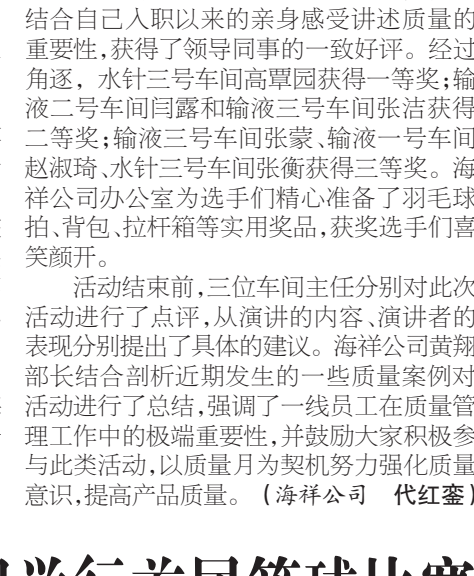 结合自己入职以来的亲身感受讲述质量的
重要性,获得了领导同事的一致好评。经过
角逐，水针三号车间高覃园获得一等奖;输
液二号车间闫露和输液三号车间张洁获得
二等奖;输液三号车间张蒙、输液一号车间
赵淑琦、水针三号车间张衡获得三等奖。海
祥公司办公室为选手们精心准备了羽毛球
拍、背包、拉杆箱等实用奖品,获奖选手们喜
笑颜开。
活动结束前,三位车间主任分别对此次
活动进行了点评,从演讲的内容、演讲者的
表现分别提出了具体的建议。海祥公司黄翔
部长结合剖析近期发生的一些质量案例对
活动进行了总结,强调了一线员工在质量管
理工作中的极端重要性,并鼓励大家积极参
与此类活动,以质量月为契机努力强化质量
意识,提高产品质量。（海祥公司　代红銮）